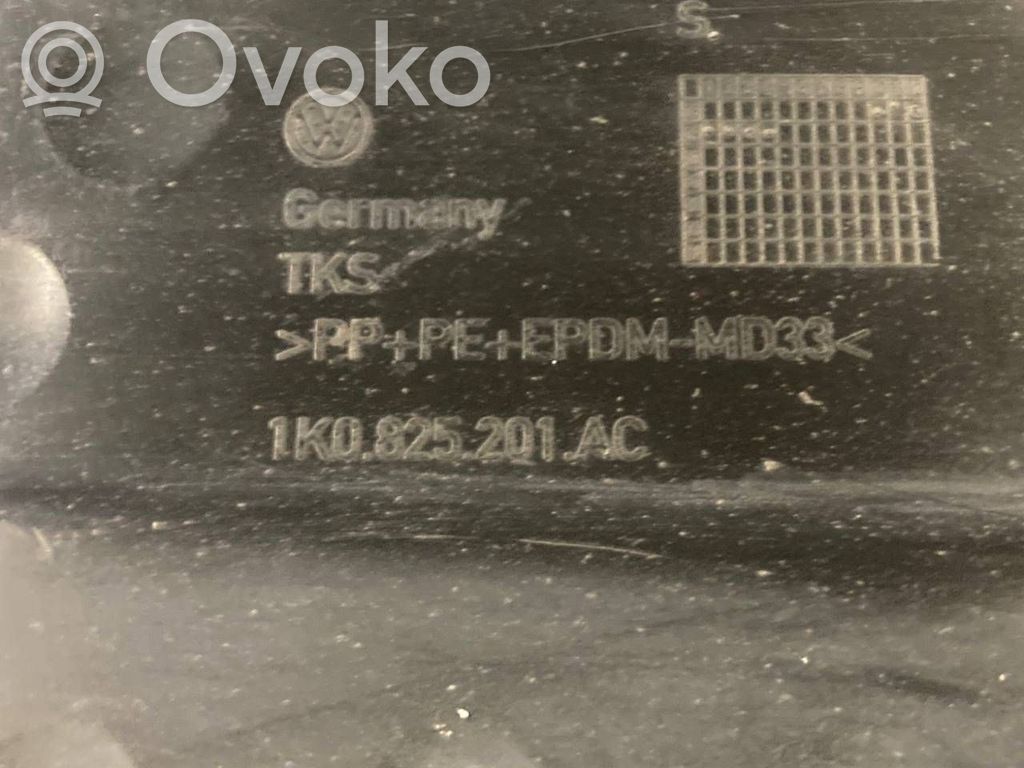 S
Ovoko
Germany
TKS
>PP+PE+EPDM-MD33<
1K0.825.201.AC